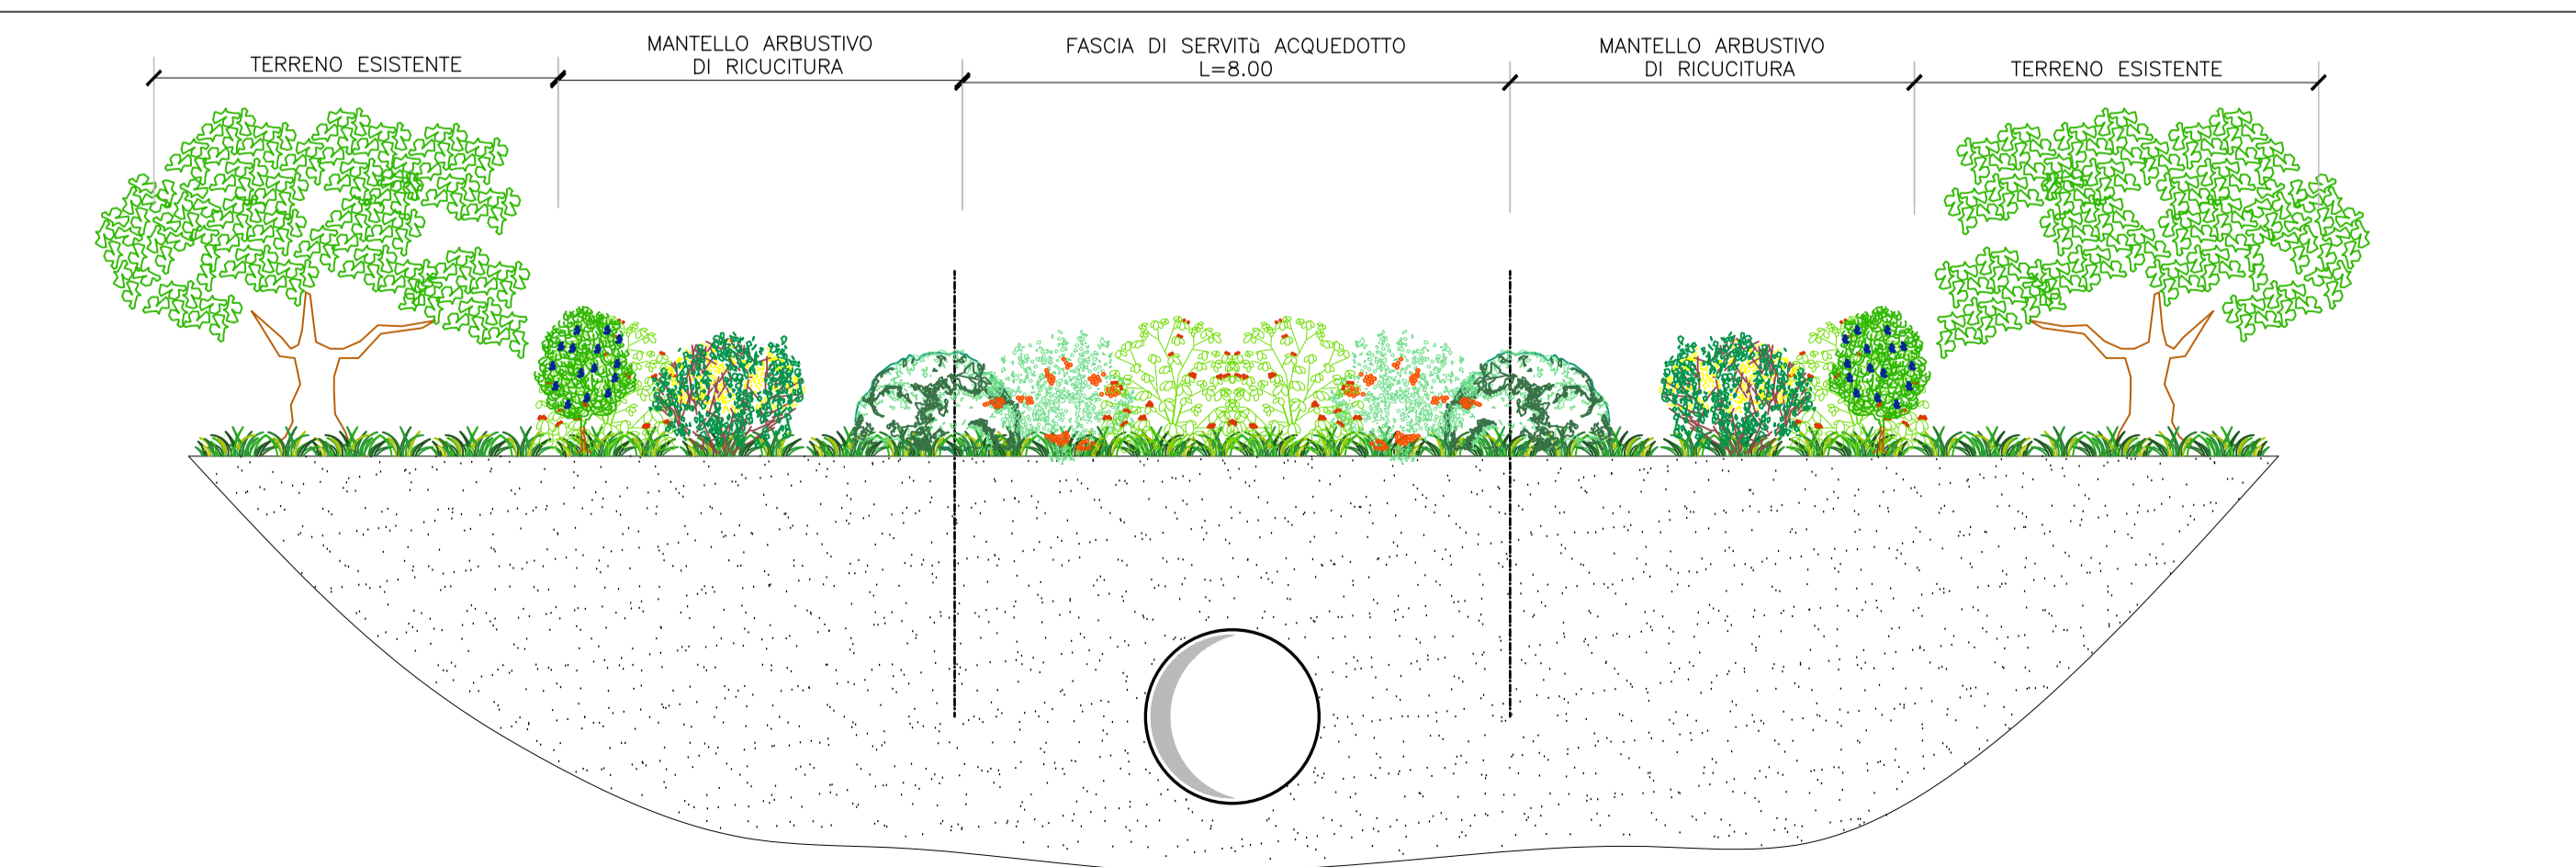 TERRENO ESISTENTE
MANTELLO ARBUSTIVO
DI RICUCITURA
FASCIA DI SERVITù ACQUEDOTTO
L=8.00
MANTELLO ARBUSTIVO
DI RICUCITURA
TERRENO ESISTENTE